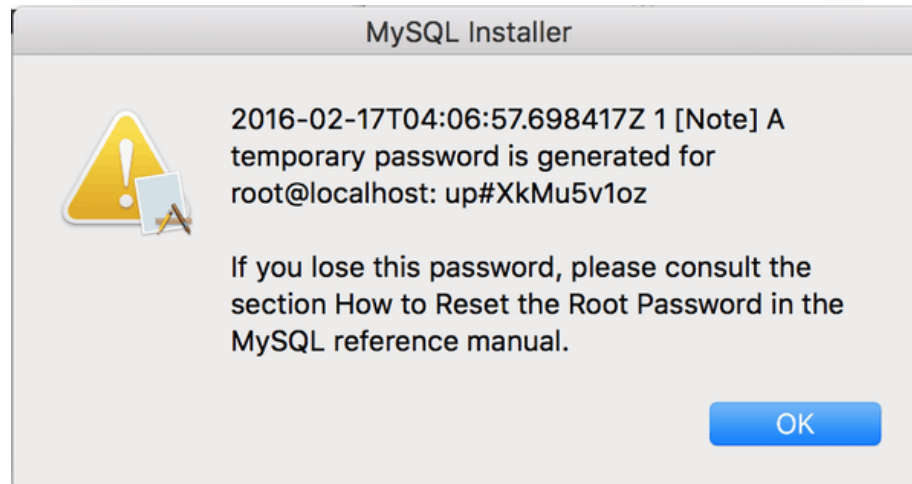 MySQL Installer
2016-02-17T04:06:57.698417Z 1 [Note] A
temporary password is generated for
root@localhost: up#XkMu5v1oz
If you lose this password, please consult the
section How to Reset the Root Password in the
MySQL reference manual.
OK